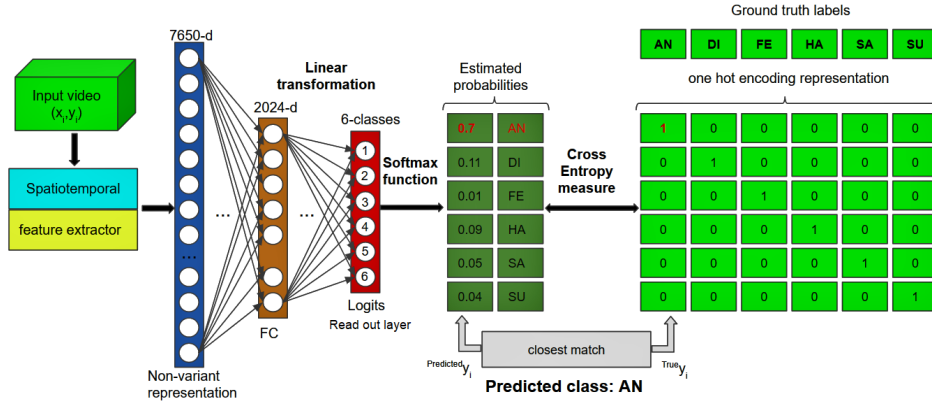 Ground truth labels
AN DI FE HA SA SU
7650-d
Input video
(xi,yi)
Spatiotemporal
feature extractor
...
Non-variant
representation
...
2024-d
FC
Linear
transformation
...
6-classes
1
2
3
4
5
6
Logits
Read out layer
Softmax
function
Estimated
probabilities
0.7 AN
0.11 DI
0.01 FE
0.09 HA
0.05 SA
0.04 SU
Cross
Entropy
measure
one hot encoding representation
1 0 0 0 0 0
0 1 0 0 0 0
0 0 1 0 0 0
0 0 0 1 0 0
0 0 0 0 1 0
0 0 0 0 0 1
Predicted yi
closest match
True yi
Predicted class: AN